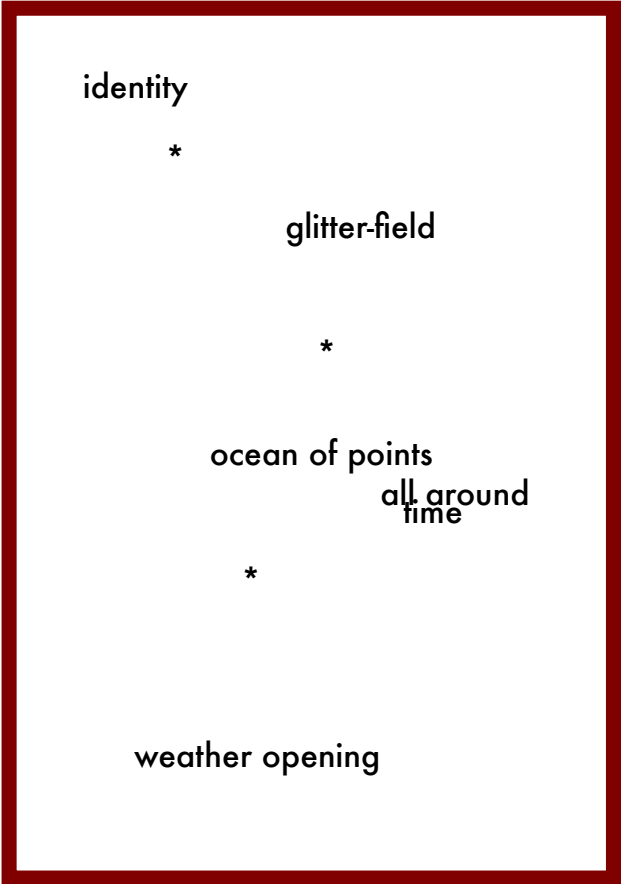 identity
*
glitter-field
*
ocean of points
all around
time
*
weather opening